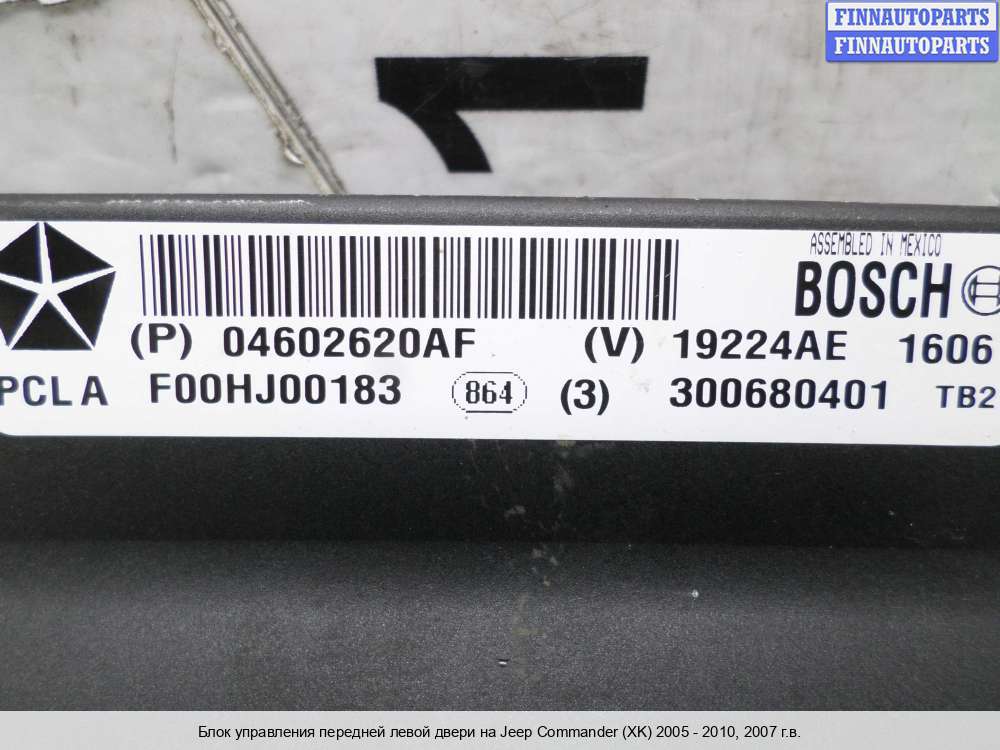 FINNAUTOPARTS
FINNAUTOPARTS
ASSEMBLED IN MEXICO
BOSCH
(P) 04602620AF (V) 19224AE 1606
PCLA F00HJ00183 864 (3) 300680401 TB2
Блок управления передней левой двери на Jeep Commander (XK) 2005 - 2010, 2007 г.в.